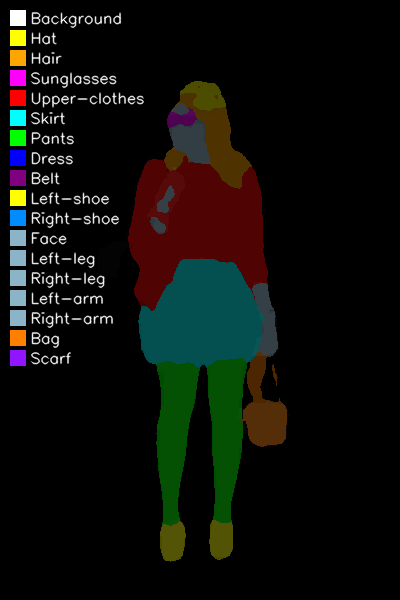 Background
Hat
Hair
Sunglasses
Upper-clothes
Skirt
Pants
Dress
Belt
Left-shoe
Right-shoe
Face
Left-leg
Right-leg
Left-arm
Right-arm
Bag
Scarf